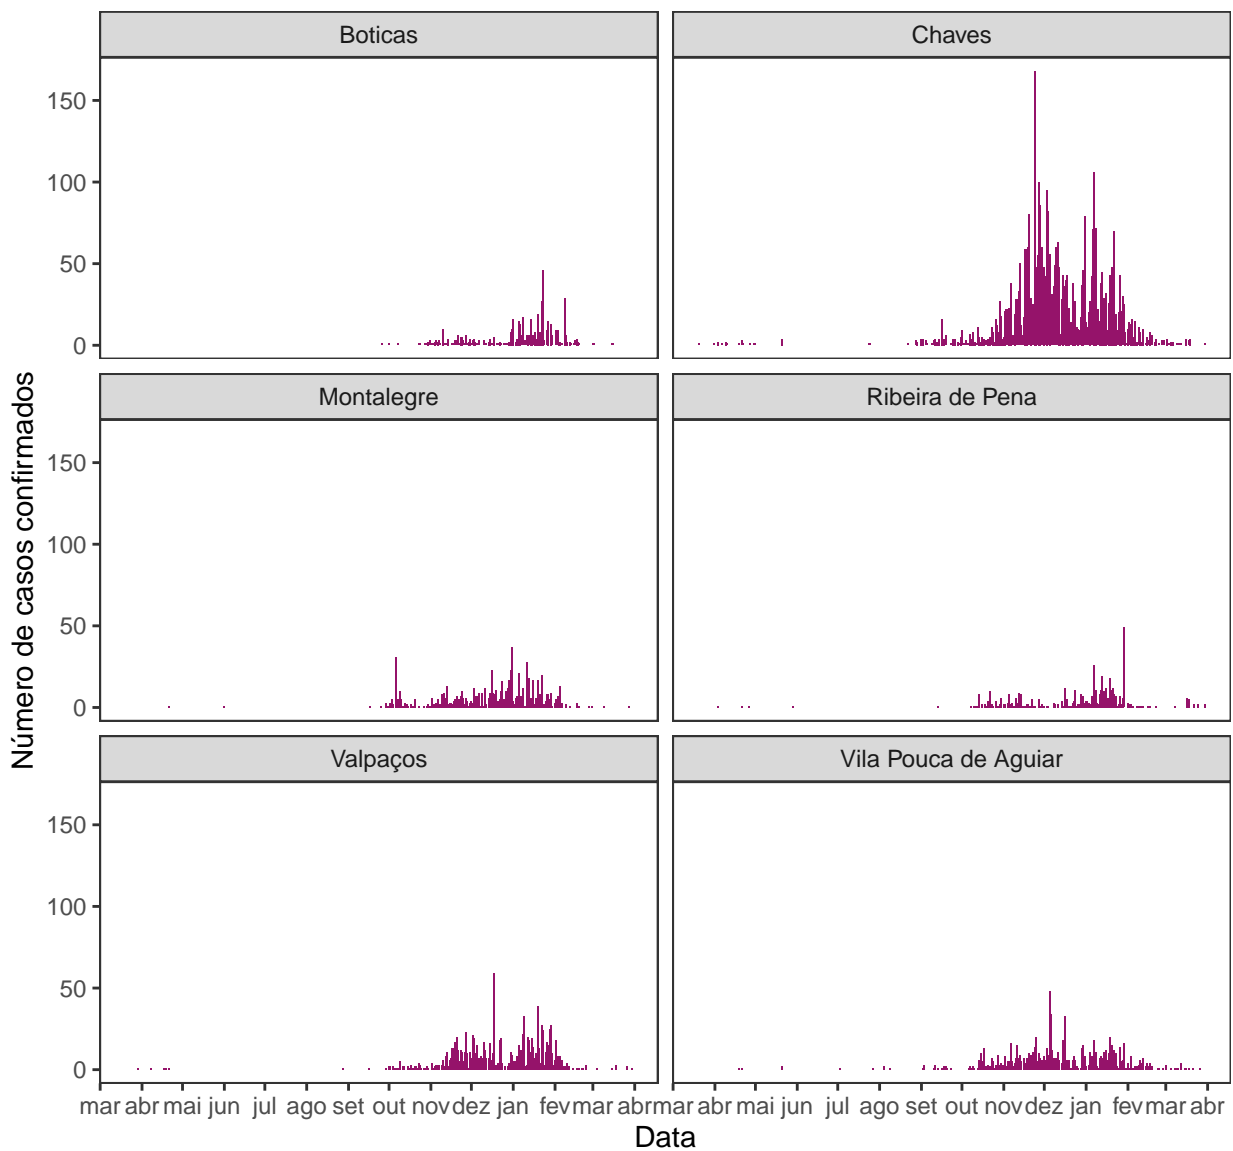 Boticas Chaves
150
100
50
0
Montalegre Ribeira de Pena
150
100
50
0
Número de casos confirmados
Valpaços Vila Pouca de Aguiar
150
100
50
0
mar abr mai jun jul ago set out nov dez jan fev mar abr mar abr mai jun jul ago set out nov dez jan fev mar abr
Data